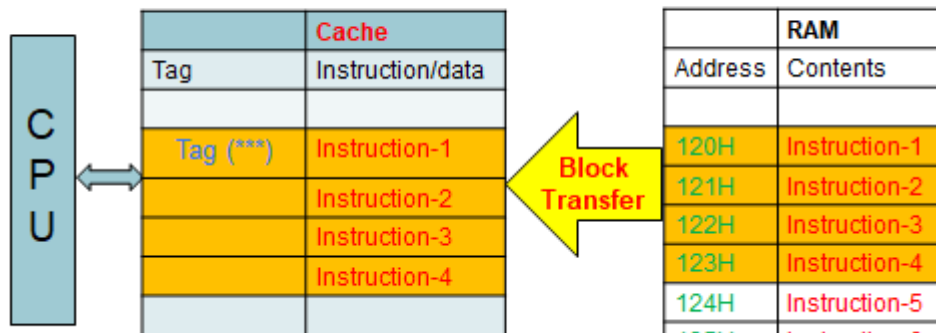 C
P
U
Cache
Tag Instruction/data
Tag (***) Instruction-1
Instruction-2
Instruction-3
Instruction-4
Block
Transfer
RAM
Address Contents
120H Instruction-1
121H Instruction-2
122H Instruction-3
123H Instruction-4
124H Instruction-5